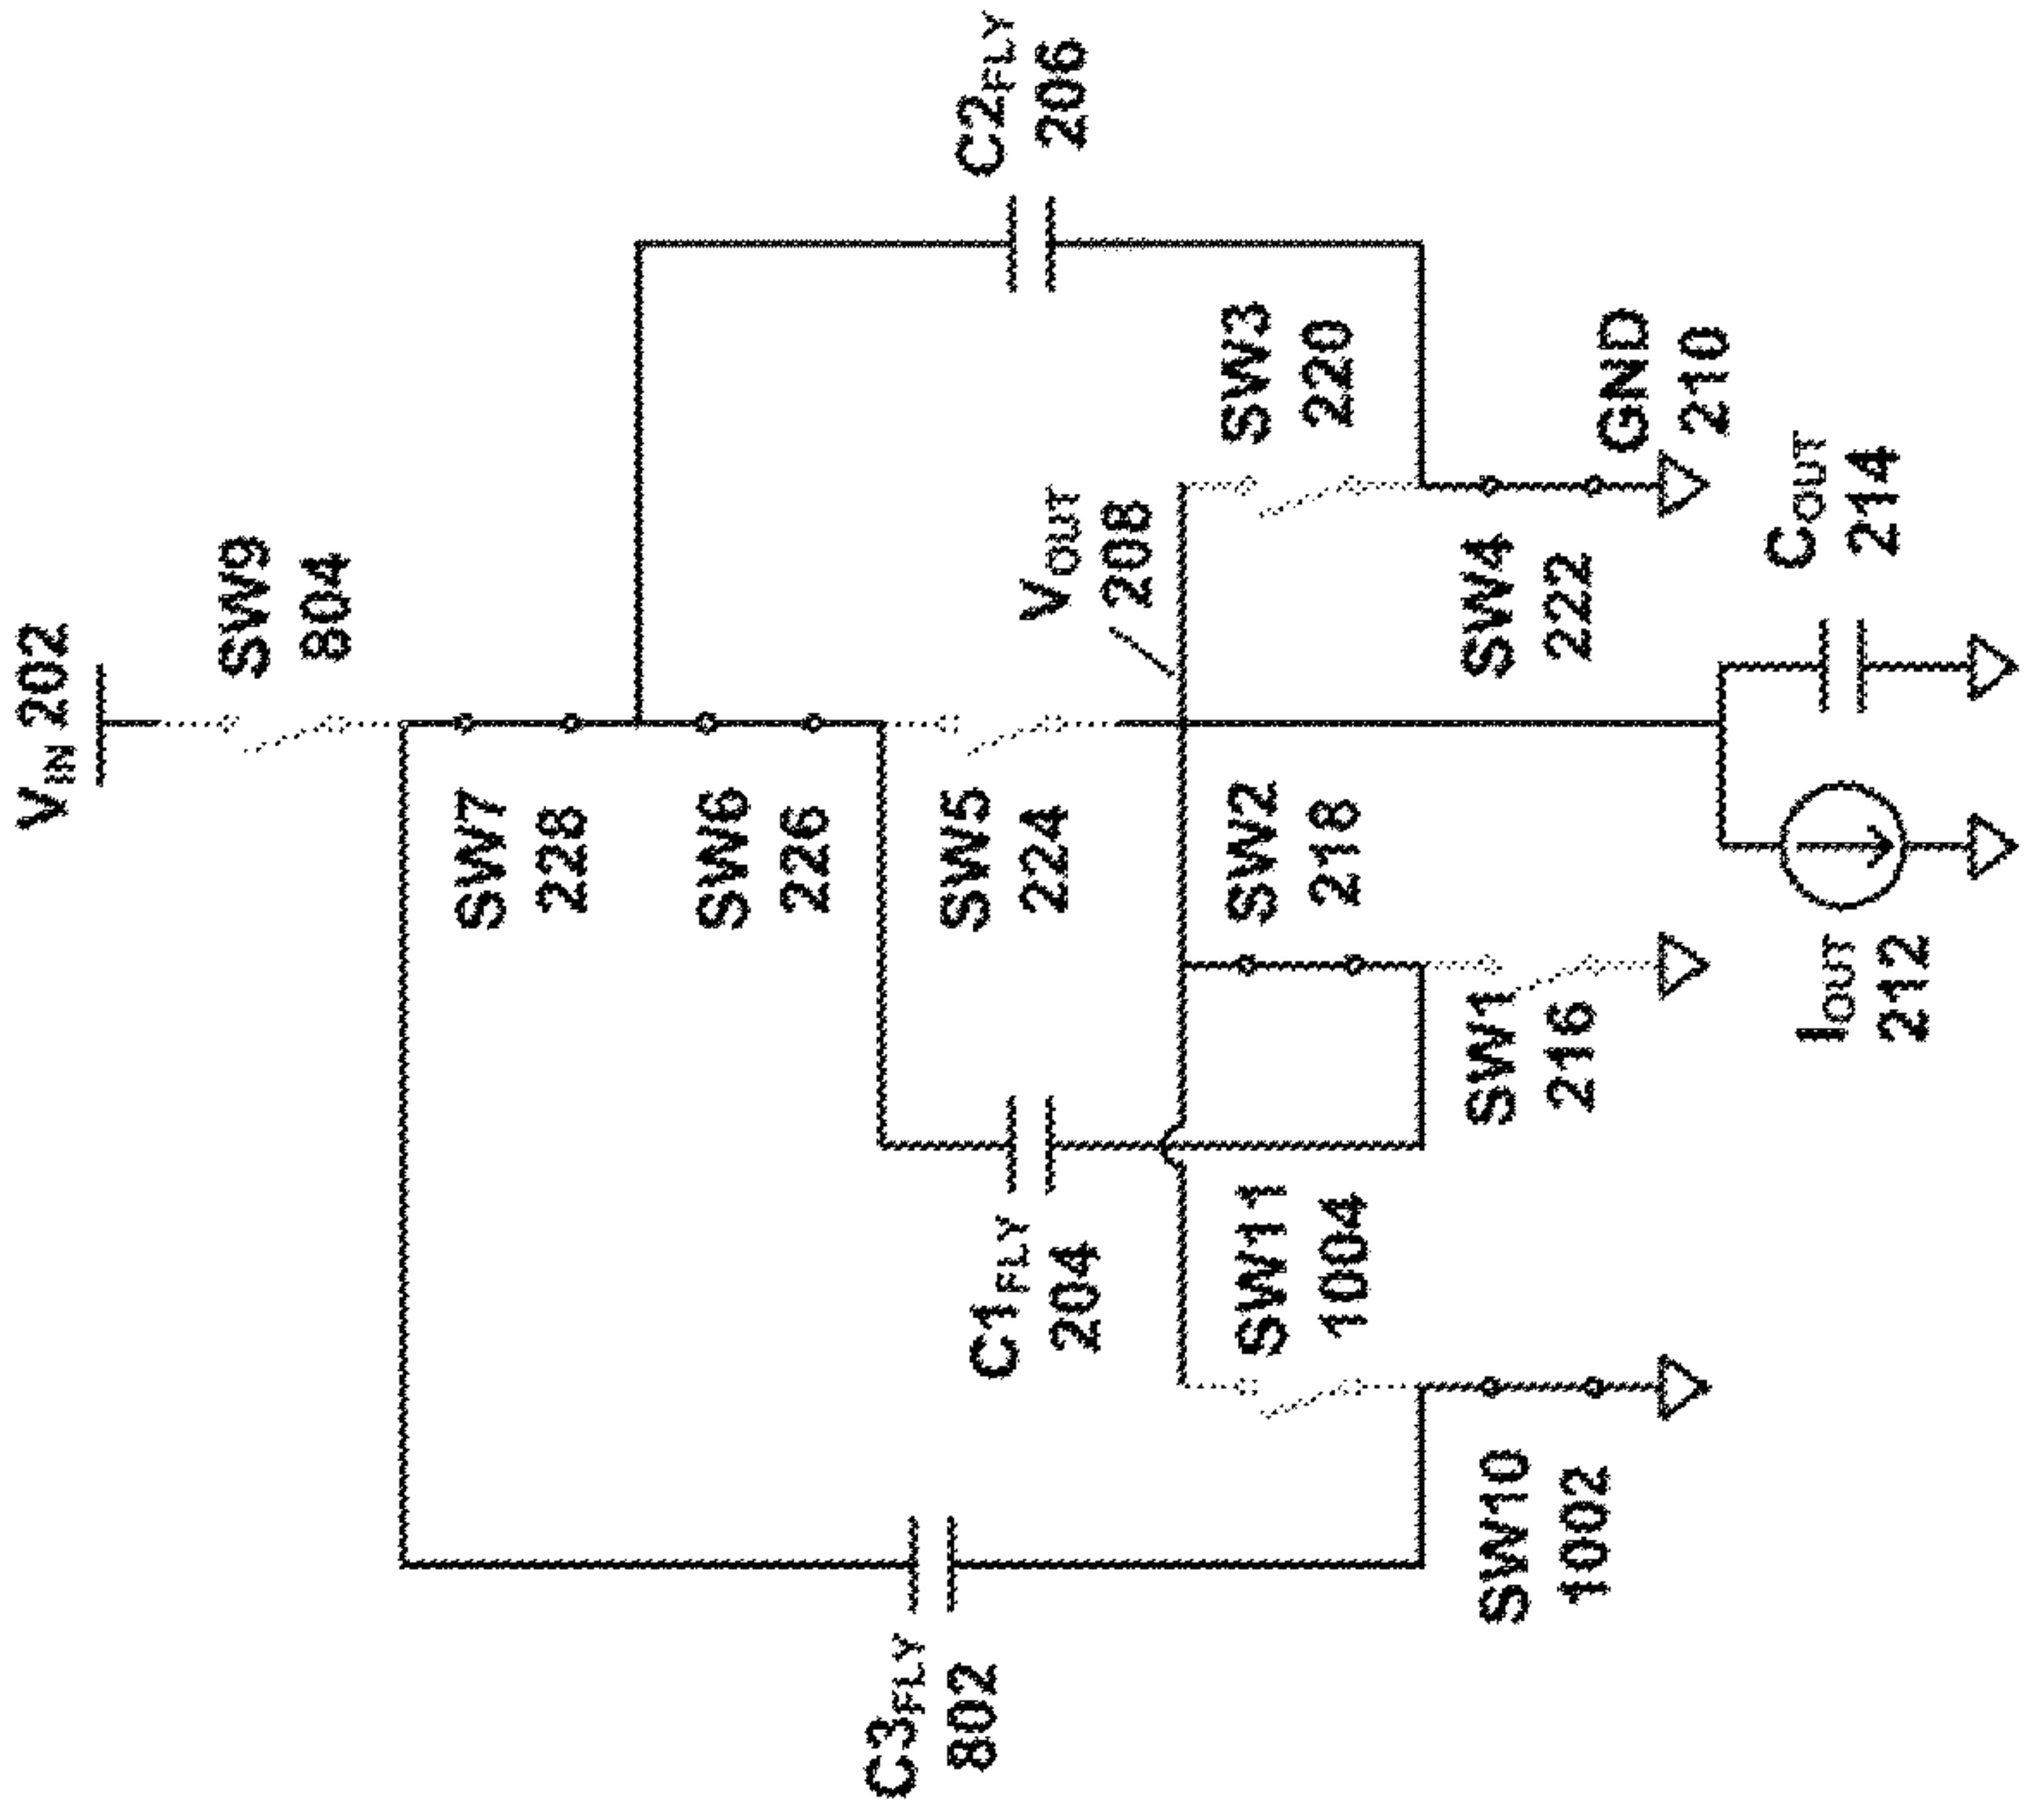 V_IN 202
SW9
804
SW7
228
SW6
226
SW5
224
C2_FLY
206
V_OUT
208
SW3
220
SW4
222
GND
210
C_OUT
214
I_OUT
212
SW2
218
SW1
216
C1_FLY
204
SW11
1004
SW10
1002
C3_FLY
802